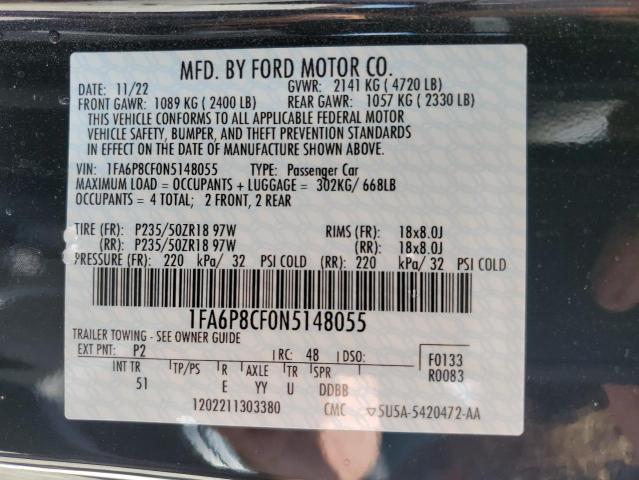 MFD. BY FORD MOTOR CO.
DATE: 11/22 GVWR: 2141 KG ( 4720 LB)
FRONT GAWR: 1089 KG ( 2400 LB) REAR GAWR: 1057 KG ( 2330 LB)
THIS VEHICLE CONFORMS TO ALL APPLICABLE FEDERAL MOTOR
VEHICLE SAFETY, BUMPER, AND THEFT PREVENTION STANDARDS
IN EFFECT ON THE DATE OF MANUFACTURE SHOWN ABOVE.
VIN: 1FA6P8CF0N5148055 TYPE: Passenger Car
MAXIMUM LOAD = OCCUPANTS + LUGGAGE = 302KG/ 668LB
OCCUPANTS = 4 TOTAL; 2 FRONT, 2 REAR
TIRE (FR): P235/50ZR18 97W RIMS (FR): 18x8.0J
(RR): P235/50ZR18 97W (RR): 18x8.0J
PRESSURE (FR): 220 kPa/ 32 PSI COLD (RR): 220 kPa/ 32 PSI COLD
1FA6P8CF0N5148055
TRAILER TOWING - SEE OWNER GUIDE
EXT PNT: P2 RC: 48 DSO: F0133
INT TR TP/PS R AXLE TR SPR R0083
51 E YY U DDBB
1202211303380 CMC ▽5U5A-5420472-AA